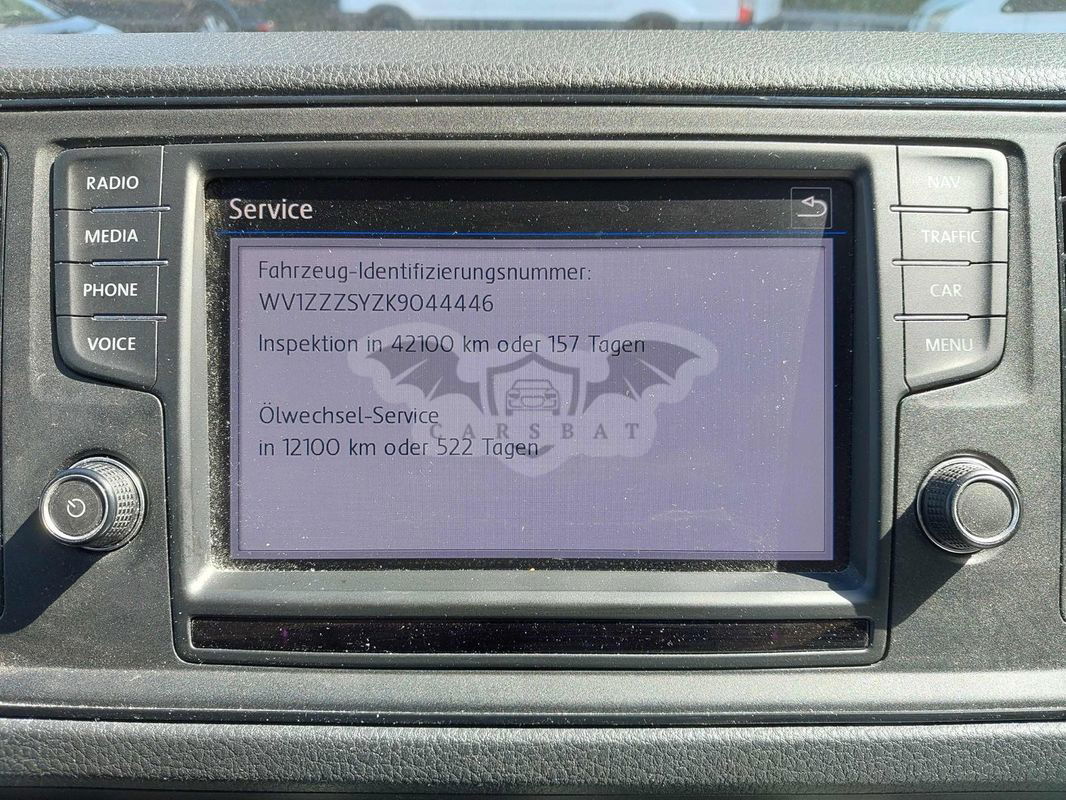 RADIO
MEDIA
PHONE
VOICE
Service
Fahrzeug-Identifizierungsnummer:
WV1ZZZSYZK9044446
Inspektion in 42100 km oder 157 Tagen
Ölwechsel-Service
in 12100 km oder 522 Tagen
CARSBAT
NAV
TRAFFIC
CAR
MENU